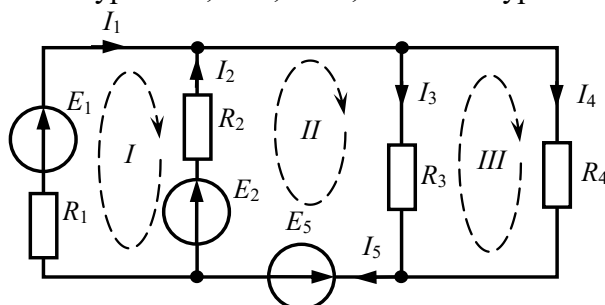 I₁
I₂
I₃
I₄
E₁
R₂
I
II
III
R₃
R₄
R₁
E₂
E₅
I₅